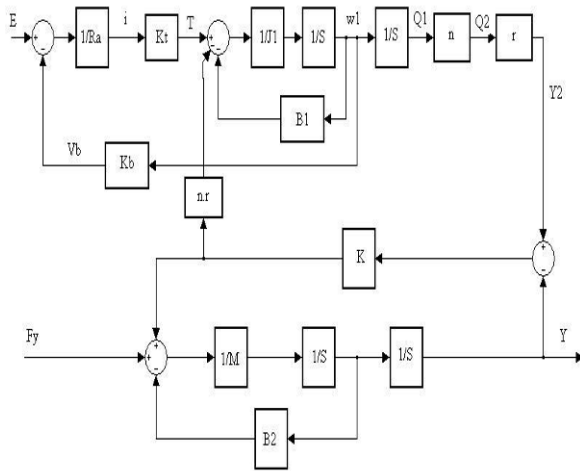 E + - 1/Ra i Kt T + - - 1/J1 1/S w1 1/S Q1 n Q2 r
B1
Y2
Vb Kb
n.r
K + -
Fy + + - 1/M 1/S 1/S Y
B2